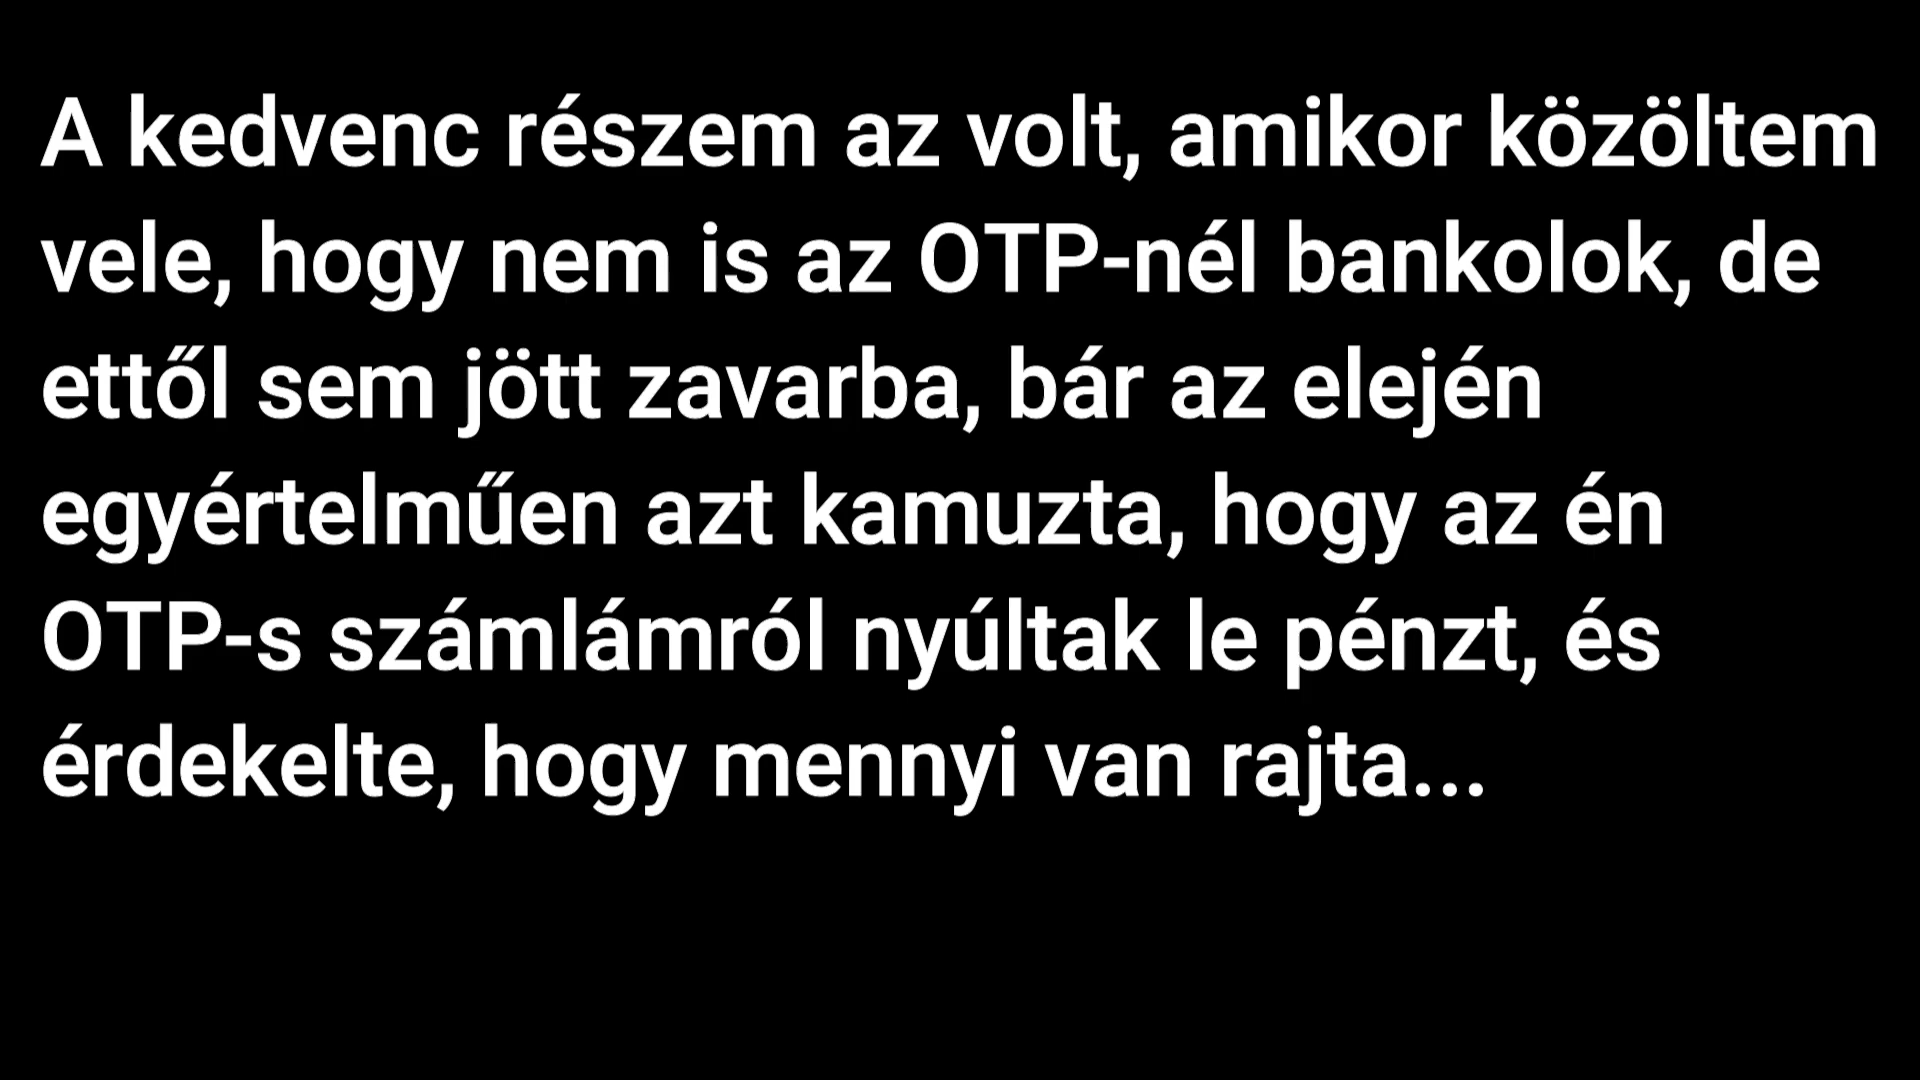 A kedvenc részem az volt, amikor közöltem
vele, hogy nem is az OTP-nél bankolok, de
ettől sem jött zavarba, bár az elején
egyértelműen azt kamuzta, hogy az én
OTP-s számlámról nyúltak le pénzt, és
érdekelte, hogy mennyi van rajta...